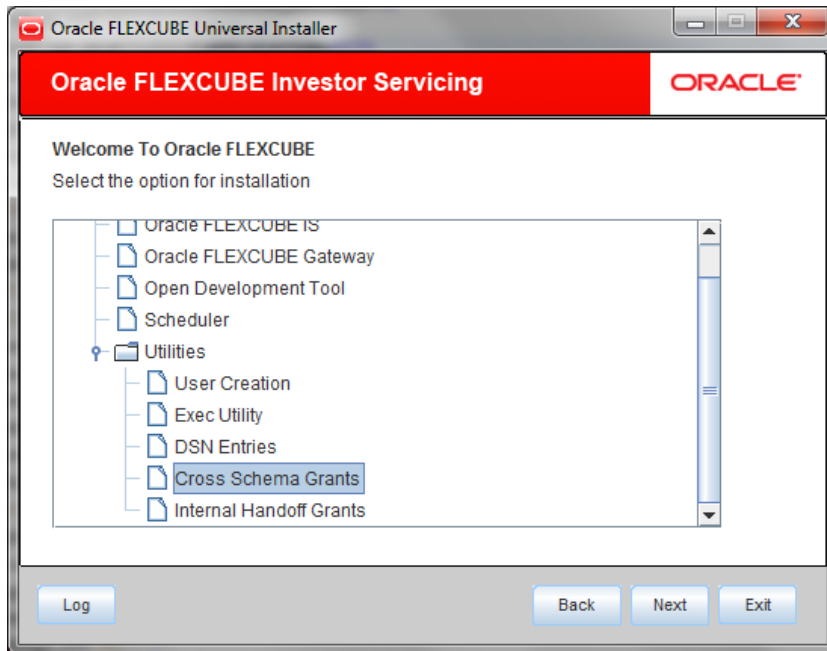 Oracle FLEXCUBE Universal Installer
Oracle FLEXCUBE Investor Servicing
ORACLE
Welcome To Oracle FLEXCUBE
Select the option for installation
Oracle FLEXCUBE IS
Oracle FLEXCUBE Gateway
Open Development Tool
Scheduler
Utilities
User Creation
Exec Utility
DSN Entries
Cross Schema Grants
Internal Handoff Grants
Log Back Next Exit